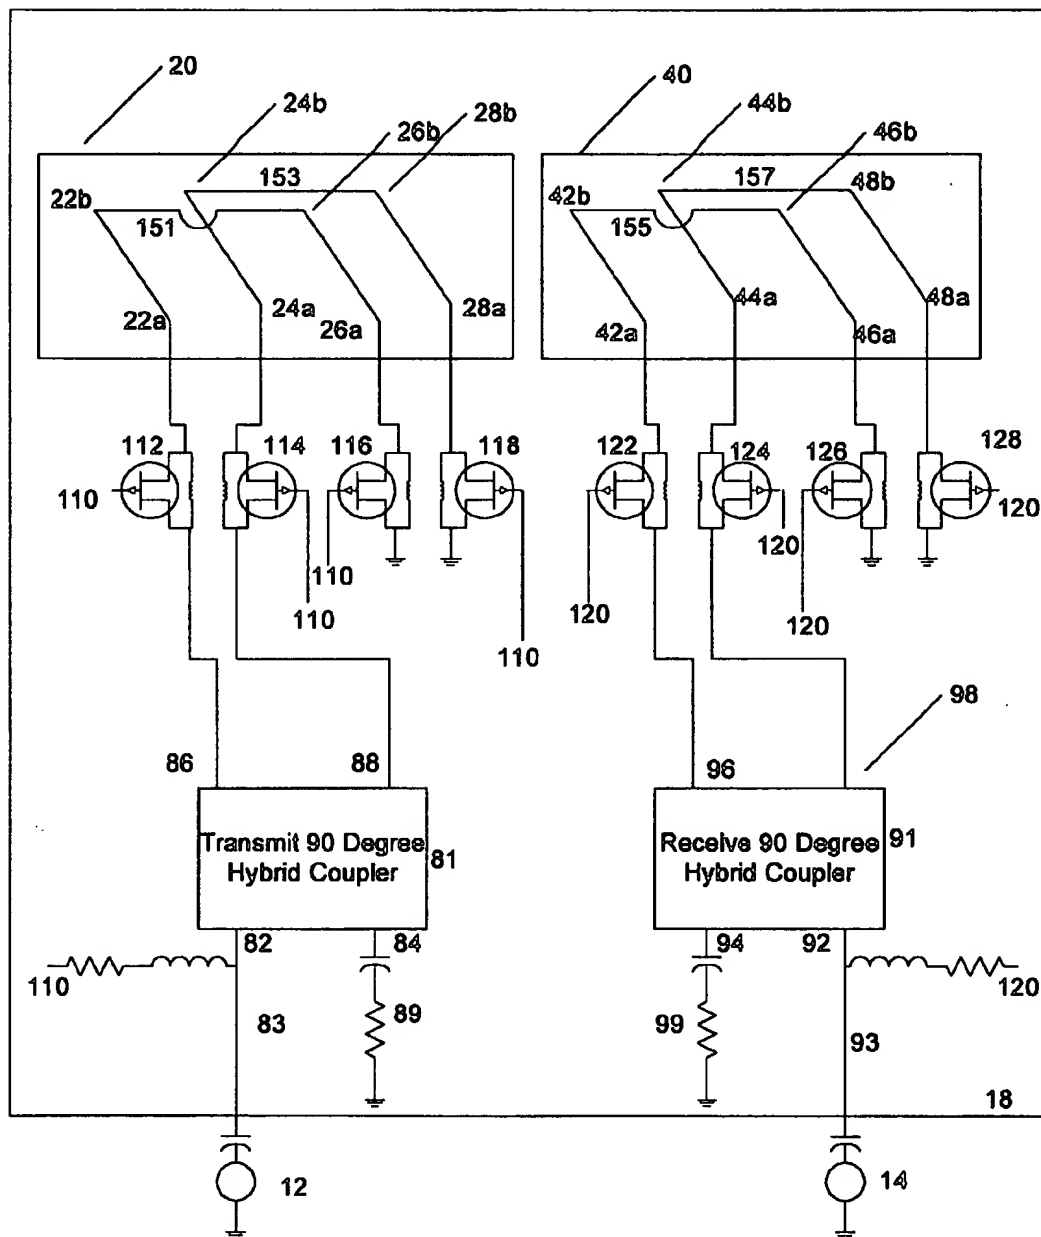 20
40
24b
44b
26b
28b
46b
153
157
22b
48b
42b
151
155
24a
28a
44a
48a
22a
26a
42a
46a
112
114
116
118
122
124
126
128
110
120
120
110
110
120
120
110
98
86
88
96
Transmit 90 Degree
Hybrid Coupler
81
Receive 90 Degree
Hybrid Coupler
91
82
84
94
92
110
120
83
89
99
93
18
12
14